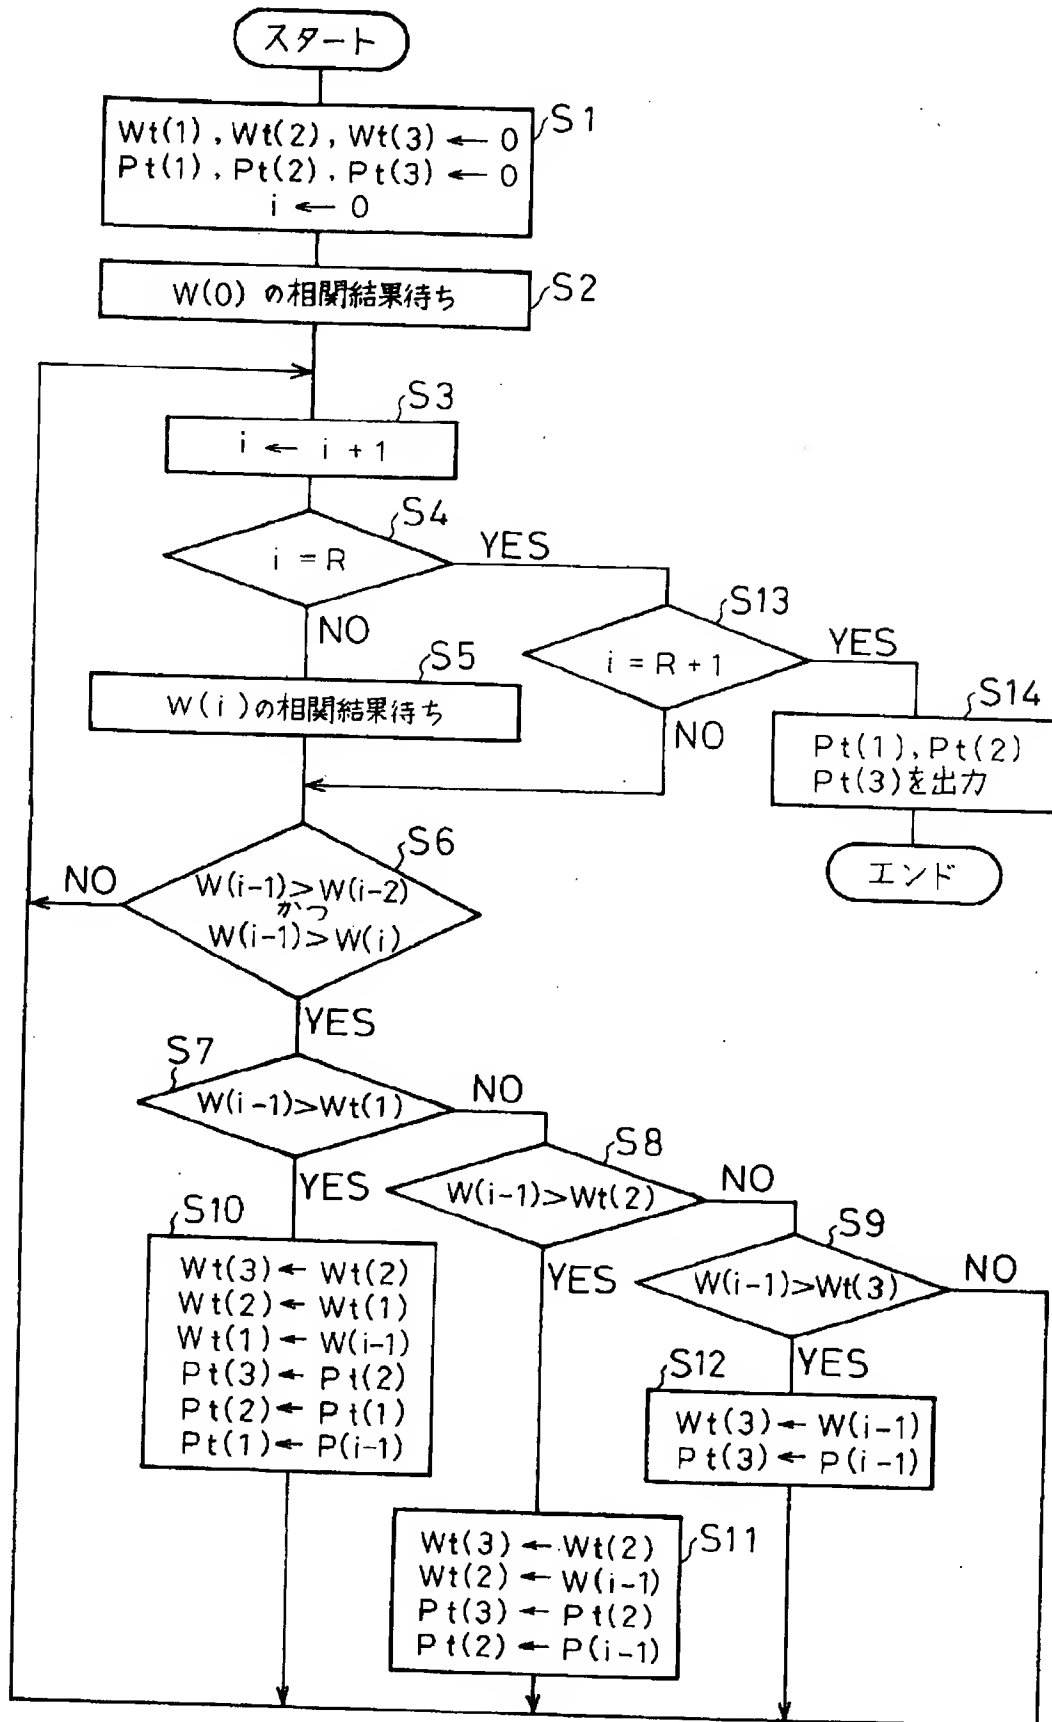 スタート
S1
Wt(1), Wt(2), Wt(3) ← 0
Pt(1), Pt(2), Pt(3) ← 0
i ← 0
S2
W(0) の相関結果待ち
S3
i ← i + 1
S4
i = R
YES
NO
S13
i = R + 1
YES
NO
S5
W(i)の相関結果待ち
S14
Pt(1), Pt(2)
Pt(3)を出力
エンド
S6
W(i-1)>W(i-2)
かつ
W(i-1)>W(i)
NO
YES
S7
W(i-1)>Wt(1)
NO
YES
S8
W(i-1)>Wt(2)
NO
YES
S9
W(i-1)>Wt(3)
NO
YES
S10
Wt(3) ← Wt(2)
Wt(2) ← Wt(1)
Wt(1) ← W(i-1)
Pt(3) ← Pt(2)
Pt(2) ← Pt(1)
Pt(1) ← P(i-1)
S12
Wt(3) ← W(i-1)
Pt(3) ← P(i-1)
S11
Wt(3) ← Wt(2)
Wt(2) ← W(i-1)
Pt(3) ← Pt(2)
Pt(2) ← P(i-1)